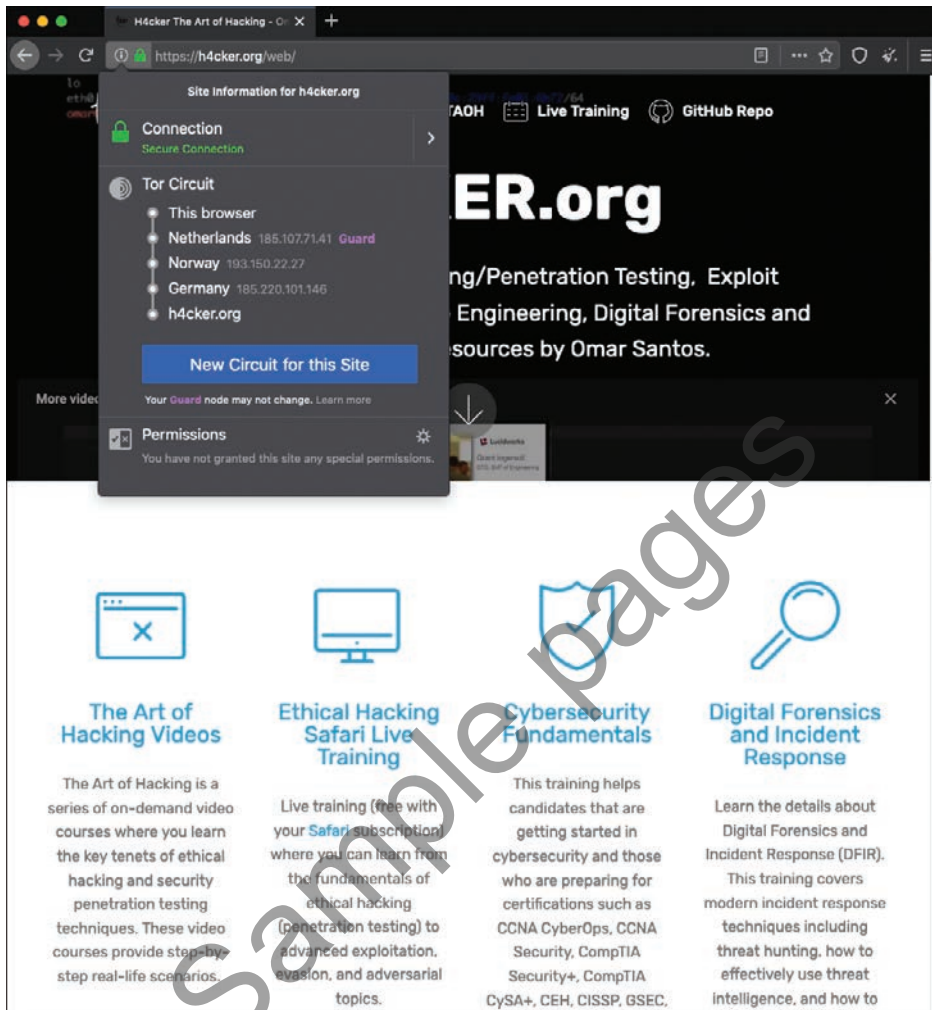 H4cker The Art of Hacking - On
https://h4cker.org/web/
lo
eth0
/64
Site Information for h4cker.org
TAOH Live Training GitHub Repo
Connection
Secure Connection
ER.org
Tor Circuit
This browser
Netherlands 185.107.71.41 Guard
Norway 193.150.22.27
Germany 185.220.101.146
h4cker.org
ng/Penetration Testing, Exploit
Engineering, Digital Forensics and
sources by Omar Santos.
New Circuit for this Site
Your Guard node may not change. Learn more
More video
Permissions
You have not granted this site any special permissions.
Lucidworks
Grant Ingersoll
The Art of
Hacking Videos
The Art of Hacking is a
series of on-demand video
courses where you learn
the key tenets of ethical
hacking and security
penetration testing
techniques. These video
courses provide step-by-
step real-life scenarios.
Ethical Hacking
Safari Live
Training
Live training (free with
your Safari subscription)
where you can learn from
the fundamentals of
ethical hacking
(penetration testing) to
advanced exploitation,
evasion, and adversarial
topics.
Cybersecurity
Fundamentals
This training helps
candidates that are
getting started in
cybersecurity and those
who are preparing for
certifications such as
CCNA CyberOps, CCNA
Security, CompTIA
Security+, CompTIA
CySA+, CEH, CISSP, GSEC,
Digital Forensics
and Incident
Response
Learn the details about
Digital Forensics and
Incident Response (DFIR).
This training covers
modern incident response
techniques including
threat hunting, how to
effectively use threat
intelligence, and how to
Sample pages